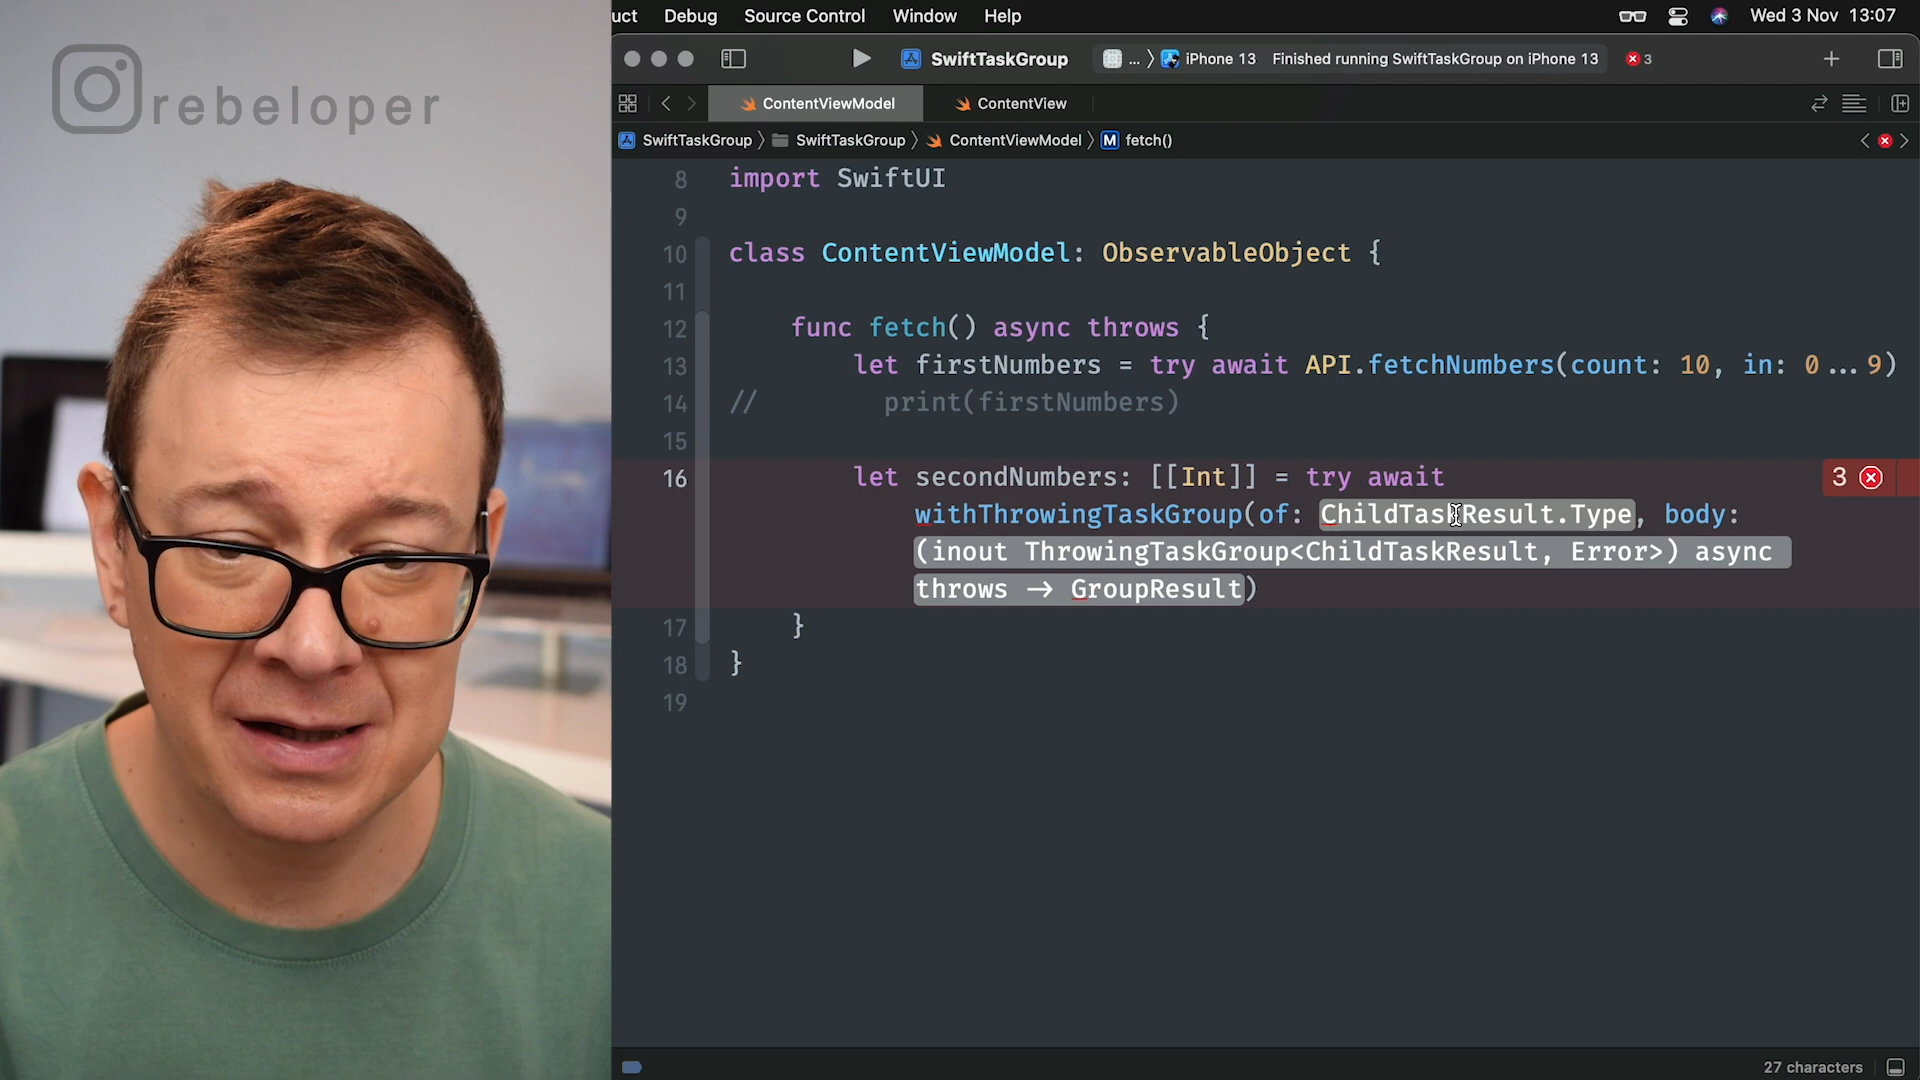 rebeloper
uct Debug Source Control Window Help Wed 3 Nov 13:07
SwiftTaskGroup ... iPhone 13 Finished running SwiftTaskGroup on iPhone 13 3
ContentViewModel ContentView
SwiftTaskGroup SwiftTaskGroup ContentViewModel M fetch()
8 import SwiftUI
9
10 class ContentViewModel: ObservableObject {
11
12 func fetch() async throws {
13 let firstNumbers = try await API.fetchNumbers(count: 10, in: 0...9)
14 // print(firstNumbers)
15
16 let secondNumbers: [[Int]] = try await 3
withThrowingTaskGroup(of: ChildTaskResult.Type, body:
(inout ThrowingTaskGroup<ChildTaskResult, Error>) async
throws → GroupResult)
17 }
18 }
19
27 characters